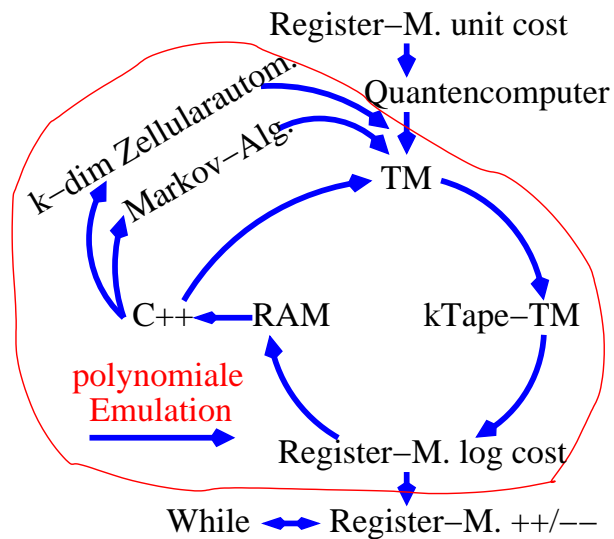 Register–M. unit cost
Quantencomputer
k–dim Zellularautom.
Markov–Alg.
TM
C++
RAM
kTape–TM
polynomiale
Emulation
Register–M. log cost
While
Register–M. ++/−−